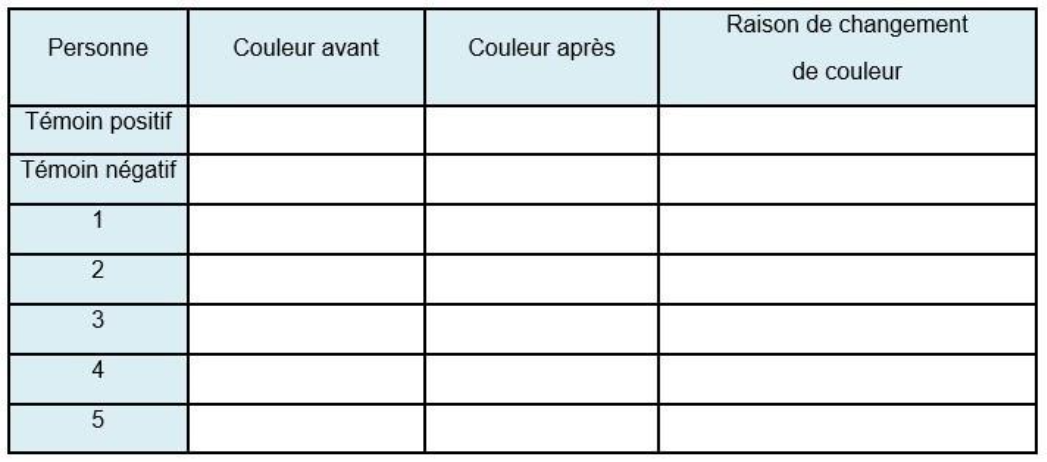 Personne Couleur avant Couleur après Raison de changement
de couleur
Témoin positif
Témoin négatif
1
2
3
4
5